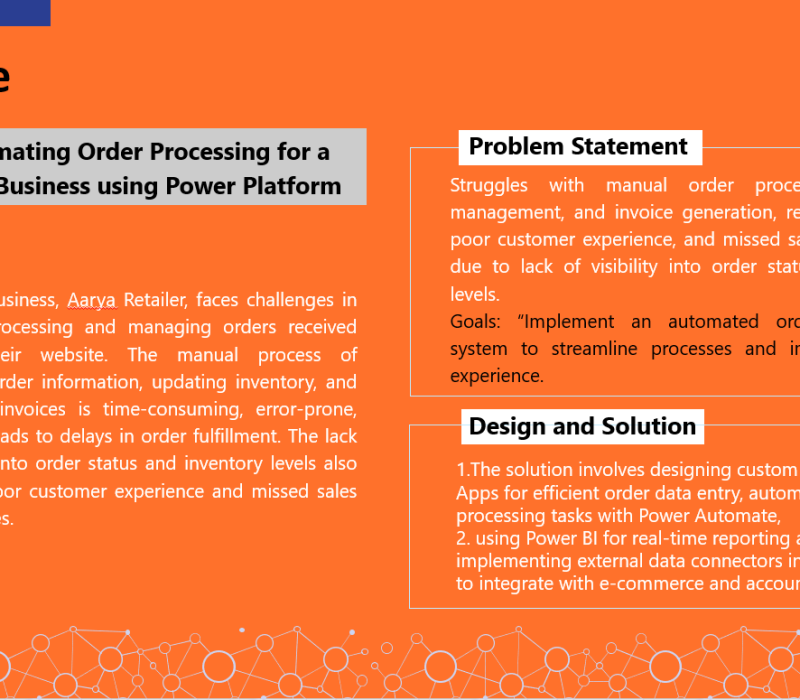 e
mating Order Processing for a
Business using Power Platform
usiness, Aarya Retailer, faces challenges in
rocessing and managing orders received
eir website. The manual process of
rder information, updating inventory, and
invoices is time-consuming, error-prone,
ads to delays in order fulfillment. The lack
nto order status and inventory levels also
oor customer experience and missed sales
es.
Problem Statement
Struggles with manual order proce
management, and invoice generation, re
poor customer experience, and missed sa
due to lack of visibility into order statu
levels.
Goals: “Implement an automated ord
system to streamline processes and im
experience.
Design and Solution
1.The solution involves designing custom
Apps for efficient order data entry, autom
processing tasks with Power Automate,
2. using Power BI for real-time reporting a
implementing external data connectors in
to integrate with e-commerce and accoun